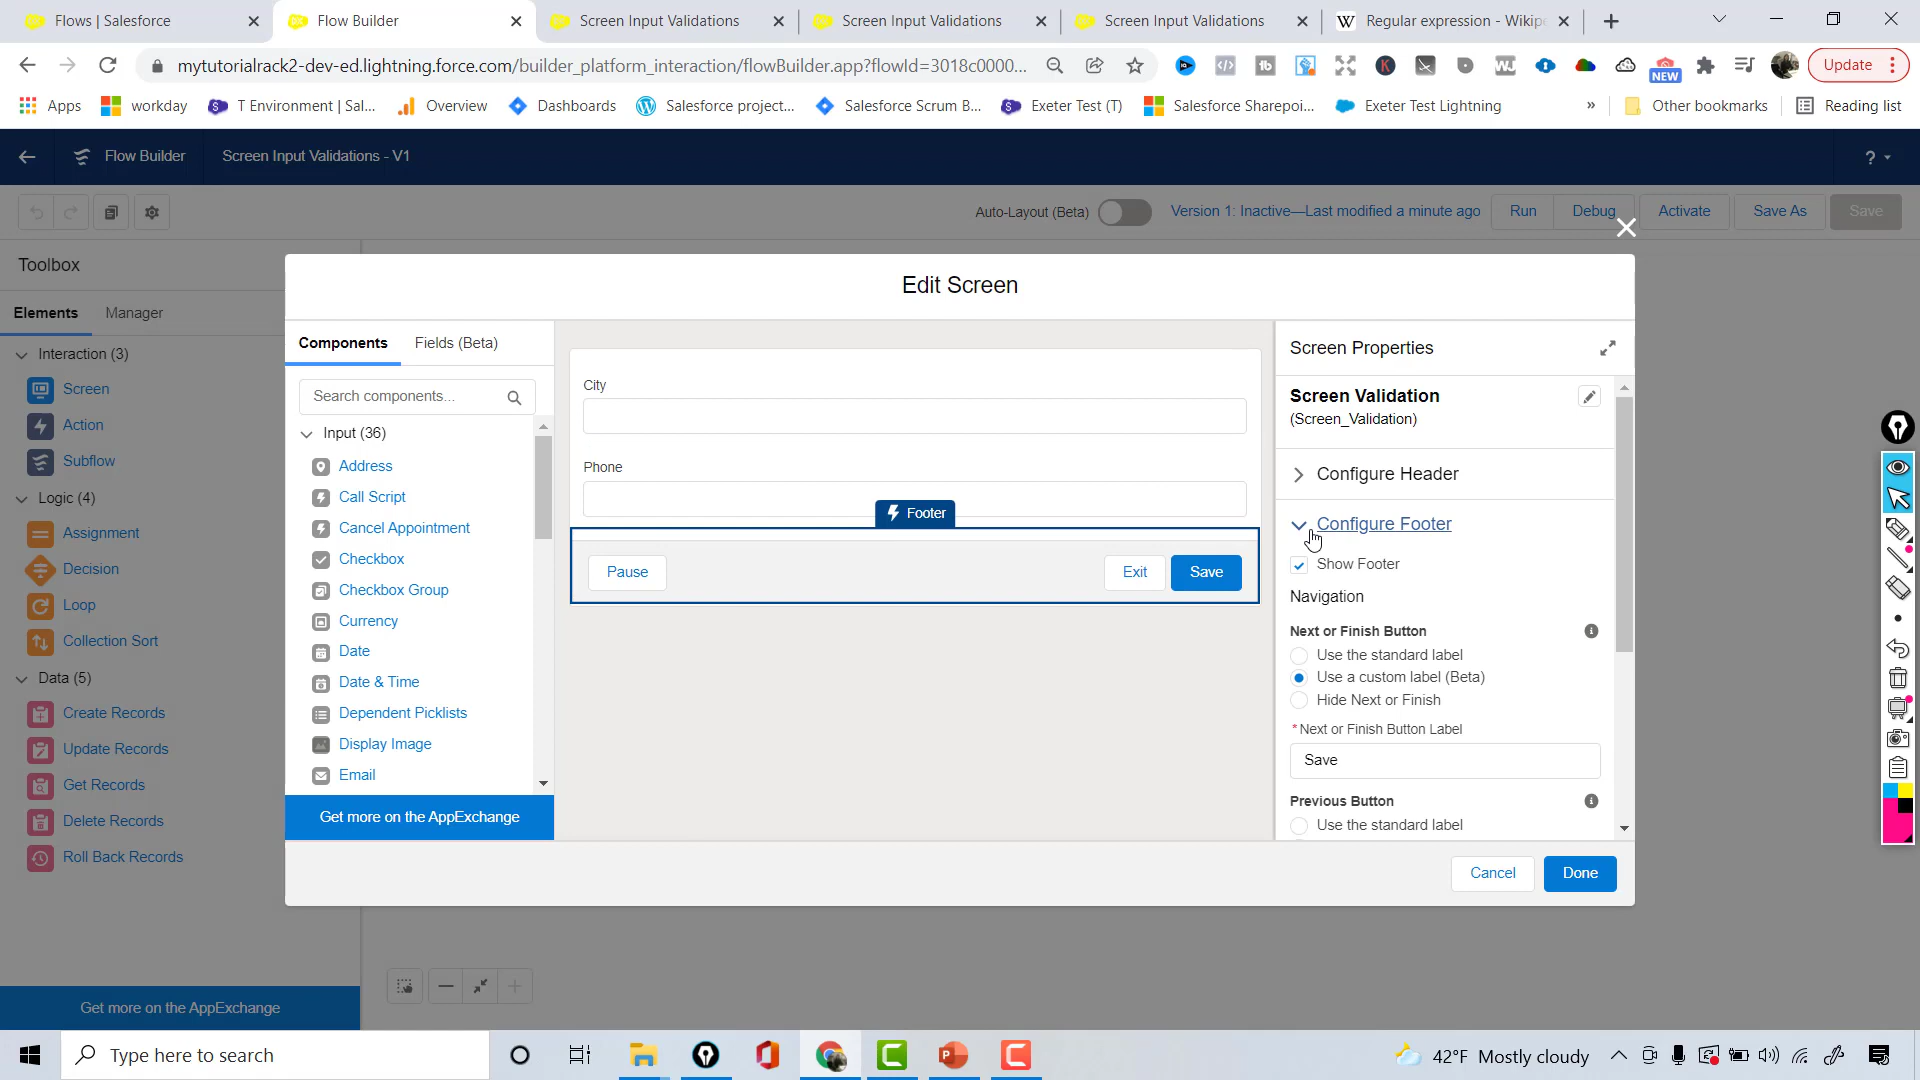 Flows | Salesforce
Flow Builder
Screen Input Validations
Screen Input Validations
Screen Input Validations
Regular expression - Wikipe
mytutorialrack2-dev-ed.lightning.force.com/builder_platform_interaction/flowBuilder.app?flowId=3018c0000...
NEW
Update
Apps
workday
T Environment | Sal...
Overview
Dashboards
Salesforce project...
Salesforce Scrum B...
Exeter Test (T)
Salesforce Sharepoi...
Exeter Test Lightning
»
Other bookmarks
Reading list
Flow Builder
Screen Input Validations - V1
?
Auto-Layout (Beta)
Version 1: Inactive—Last modified a minute ago
Run
Debug
Activate
Save As
Save
Toolbox
Elements
Manager
Interaction (3)
Screen
Action
Subflow
Logic (4)
Assignment
Decision
Loop
Collection Sort
Data (5)
Create Records
Update Records
Get Records
Delete Records
Roll Back Records
Get more on the AppExchange
Edit Screen
Components
Fields (Beta)
Search components...
Input (36)
Address
Call Script
Cancel Appointment
Checkbox
Checkbox Group
Currency
Date
Date & Time
Dependent Picklists
Display Image
Email
Get more on the AppExchange
City
Phone
Footer
Pause
Exit
Save
Screen Properties
Screen Validation
(Screen_Validation)
Configure Header
Configure Footer
Show Footer
Navigation
Next or Finish Button
Use the standard label
Use a custom label (Beta)
Hide Next or Finish
*Next or Finish Button Label
Save
Previous Button
Use the standard label
Cancel
Done
Type here to search
42°F Mostly cloudy